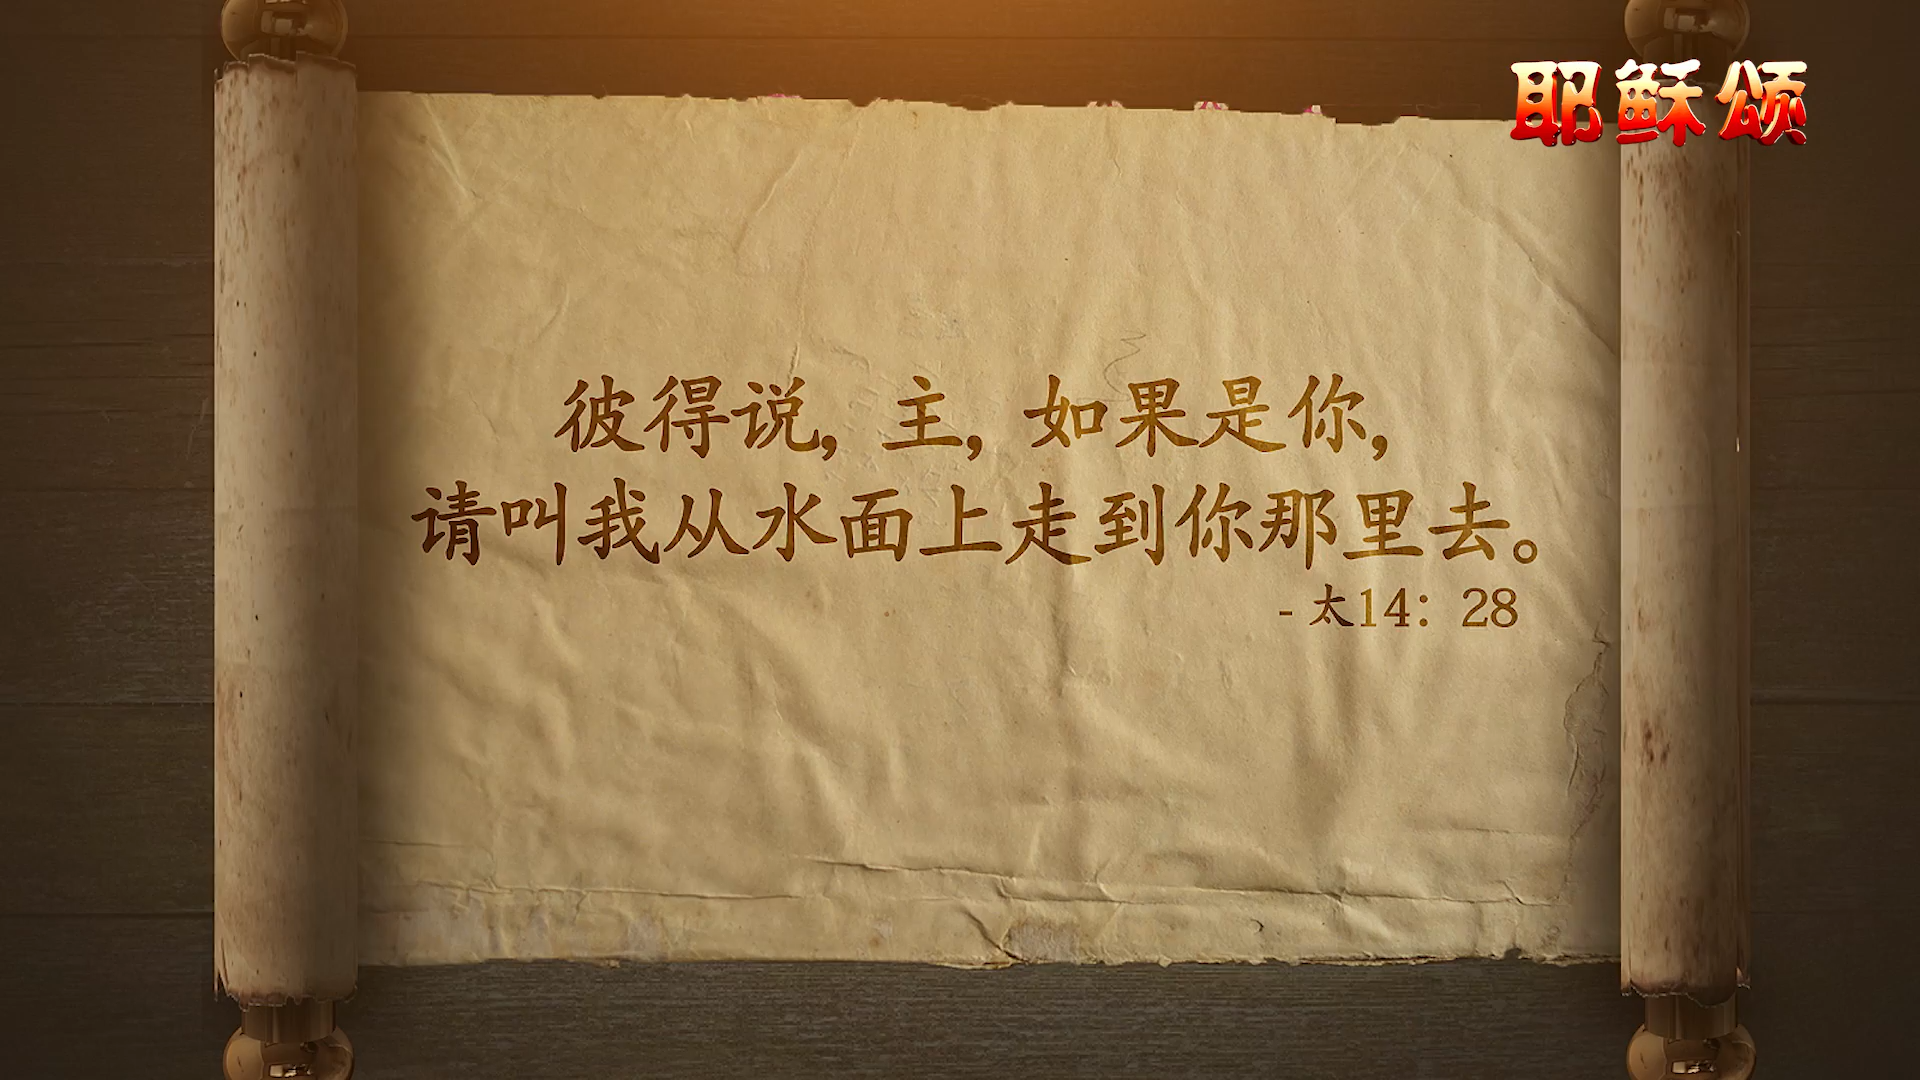 耶稣颂
彼得说, 主, 如果是你,
请叫我从水面上走到你那里去。
- 太14：28